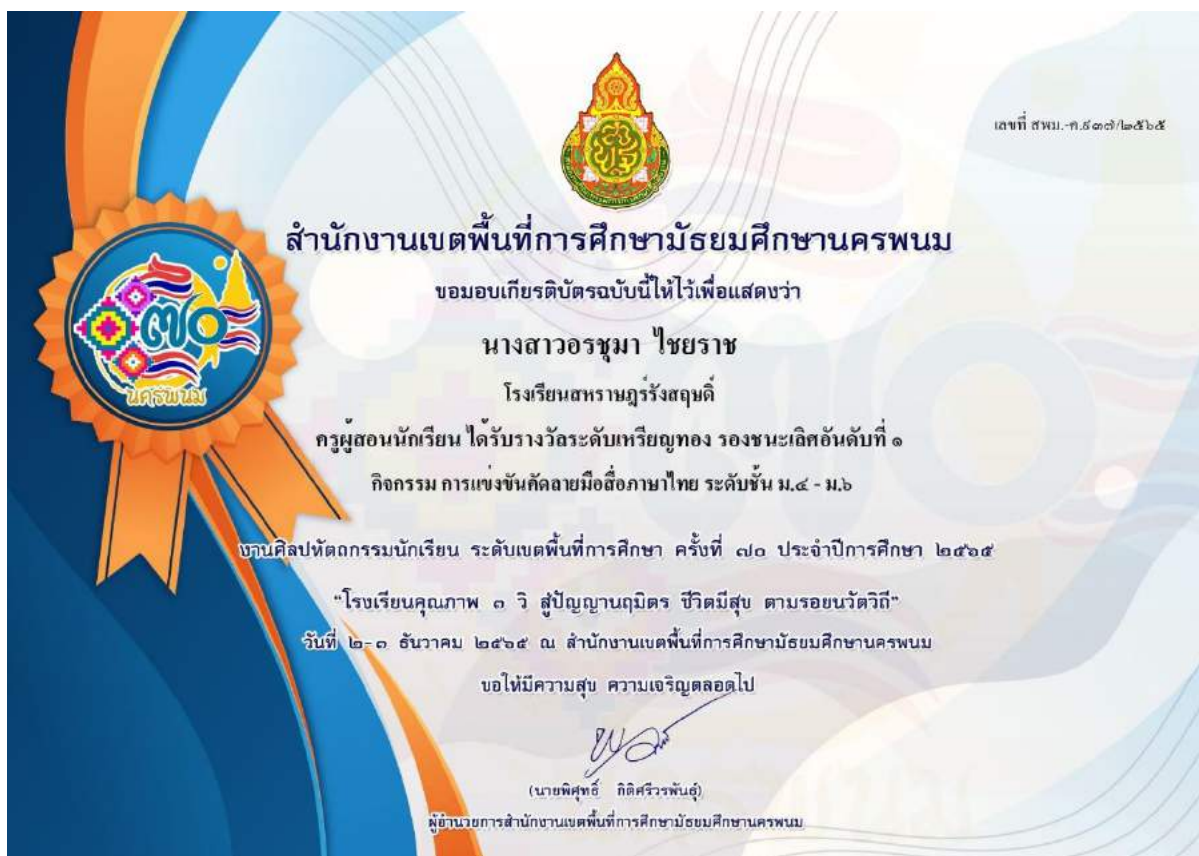 เลขที่ สพม.-ค.๙๓๗/๒๕๖๕
สำนักงานเขตพื้นที่การศึกษามัธยมศึกษานครพนม
ขอมอบเกียรติบัตรฉบับนี้ให้ไว้เพื่อแสดงว่า
นางสาวอรชุมา ไชยราช
โรงเรียนสหราษฎร์รังสฤษดิ์
ครูผู้สอนนักเรียน ได้รับรางวัลระดับเหรียญทอง รองชนะเลิศอันดับที่ ๑
กิจกรรม การแข่งขันคัดลายมือสื่อภาษาไทย ระดับชั้น ม.๔ - ม.๖
๗๐
นครพนม
งานศิลปหัตถกรรมนักเรียน ระดับเขตพื้นที่การศึกษา ครั้งที่ ๗๐ ประจำปีการศึกษา ๒๕๖๕
“โรงเรียนคุณภาพ ๓ วิ สู่ปัญญานฤมิตร ชีวิตมีสุข ตามรอยนวัตวิถี”
วันที่ ๒-๓ ธันวาคม ๒๕๖๕ ณ สำนักงานเขตพื้นที่การศึกษามัธยมศึกษานครพนม
ขอให้มีความสุข ความเจริญตลอดไป
(นายพิศุทธิ์ กิติศรีวรพันธุ์)
ผู้อำนวยการสำนักงานเขตพื้นที่การศึกษามัธยมศึกษานครพนม